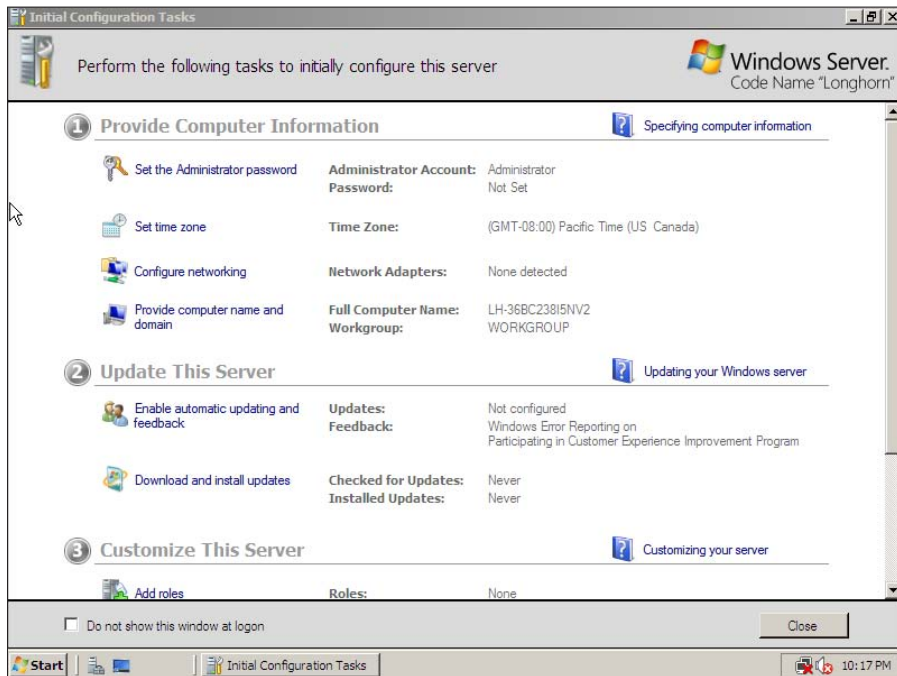 Initial Configuration Tasks
Perform the following tasks to initially configure this server
Windows Server.
Code Name "Longhorn"
1 Provide Computer Information
Specifying computer information
Set the Administrator password
Administrator Account: Administrator
Password: Not Set
Set time zone
Time Zone: (GMT-08:00) Pacific Time (US Canada)
Configure networking
Network Adapters: None detected
Provide computer name and
domain
Full Computer Name: LH-36BC238I5NV2
Workgroup: WORKGROUP
2 Update This Server
Updating your Windows server
Enable automatic updating and
feedback
Updates: Not configured
Feedback: Windows Error Reporting on
Participating in Customer Experience Improvement Program
Download and install updates
Checked for Updates: Never
Installed Updates: Never
3 Customize This Server
Customizing your server
Add roles
Roles: None
Do not show this window at logon
Close
Start
Initial Configuration Tasks
10:17 PM